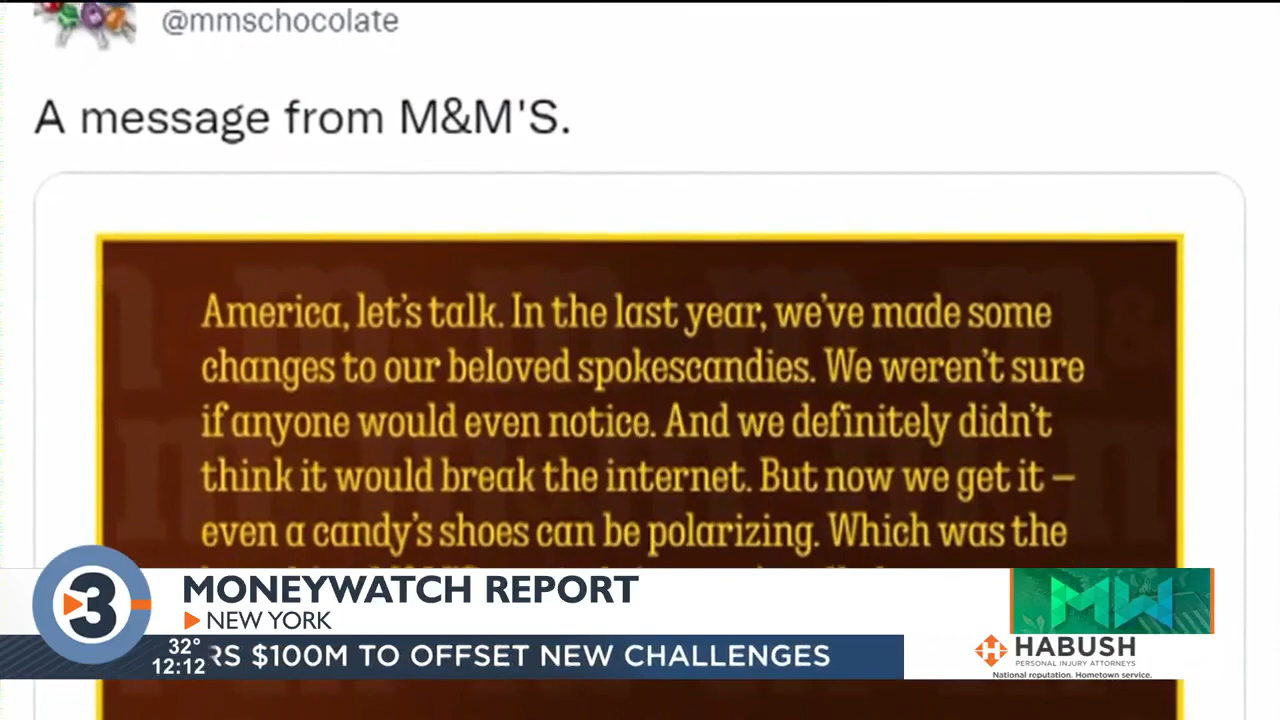 @mmschocolate
A message from M&M'S.
America, let's talk. In the last year, we've made some
changes to our beloved spokescandies. We weren't sure
if anyone would even notice. And we definitely didn't
think it would break the internet. But now we get it –
even a candy's shoes can be polarizing. Which was the
3
MONEYWATCH REPORT
NEW YORK
MW
32°
12:12
RS $100M TO OFFSET NEW CHALLENGES
HABUSH
PERSONAL INJURY ATTORNEYS
National reputation. Hometown service.